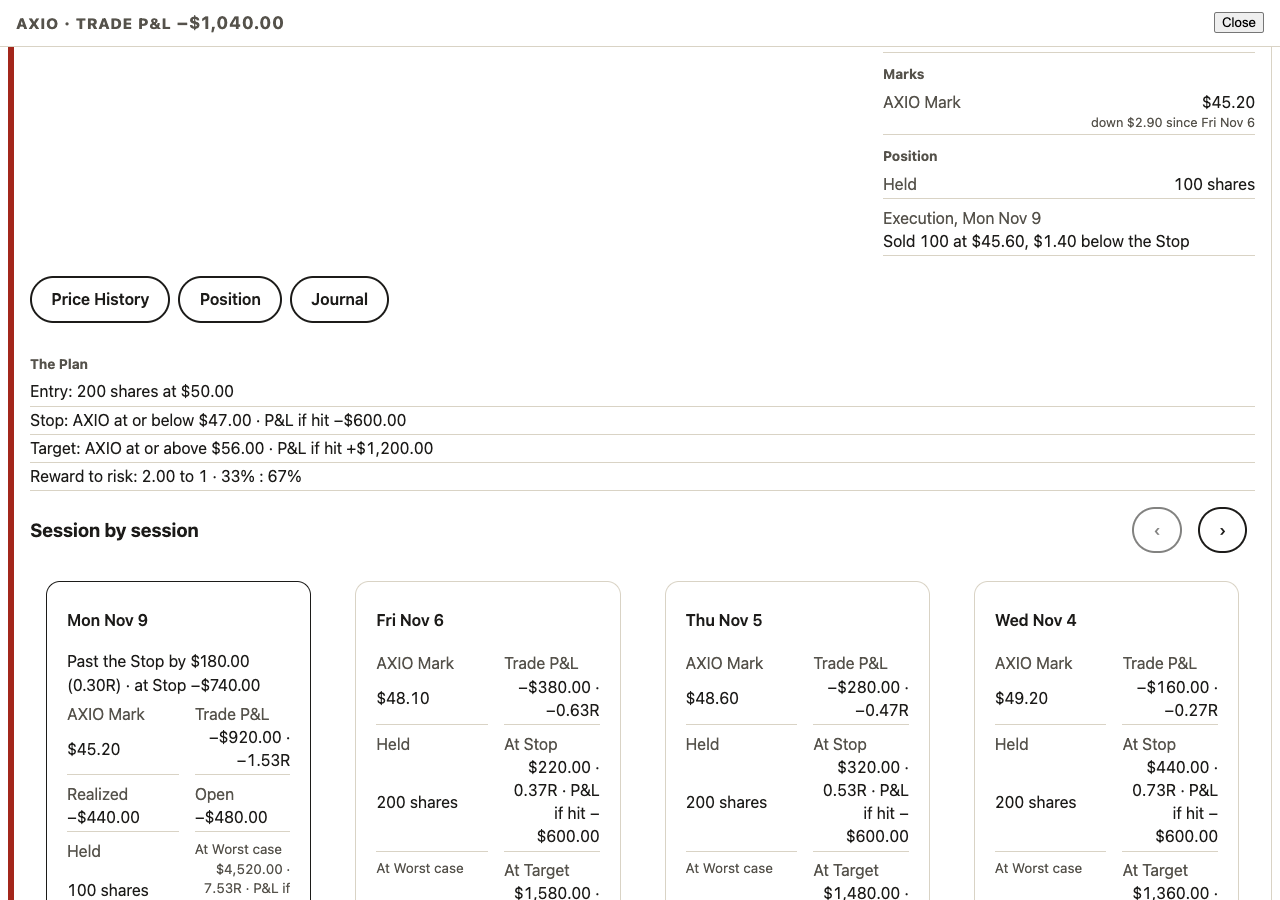 AXIO · TRADE P&L −$1,040.00
Close
Marks
AXIO Mark $45.20
down $2.90 since Fri Nov 6
Position
Held 100 shares
Execution, Mon Nov 9
Sold 100 at $45.60, $1.40 below the Stop
Price History Position Journal
The Plan
Entry: 200 shares at $50.00
Stop: AXIO at or below $47.00 · P&L if hit −$600.00
Target: AXIO at or above $56.00 · P&L if hit +$1,200.00
Reward to risk: 2.00 to 1 · 33% : 67%
Session by session
‹ ›
Mon Nov 9
Past the Stop by $180.00
(0.30R) · at Stop −$740.00
AXIO Mark Trade P&L
$45.20
−$920.00 ·
−1.53R
Realized Open
−$440.00 −$480.00
Held At Worst case
100 shares
$4,520.00 ·
7.53R · P&L if
Fri Nov 6
AXIO Mark Trade P&L
$48.10
−$380.00 ·
−0.63R
Held At Stop
200 shares
$220.00 ·
0.37R · P&L
if hit −
$600.00
At Worst case At Target
$1,580.00 ·
Thu Nov 5
AXIO Mark Trade P&L
$48.60
−$280.00 ·
−0.47R
Held At Stop
200 shares
$320.00 ·
0.53R · P&L
if hit −
$600.00
At Worst case At Target
$1,480.00 ·
Wed Nov 4
AXIO Mark Trade P&L
$49.20
−$160.00 ·
−0.27R
Held At Stop
200 shares
$440.00 ·
0.73R · P&L
if hit −
$600.00
At Worst case At Target
$1,360.00 ·